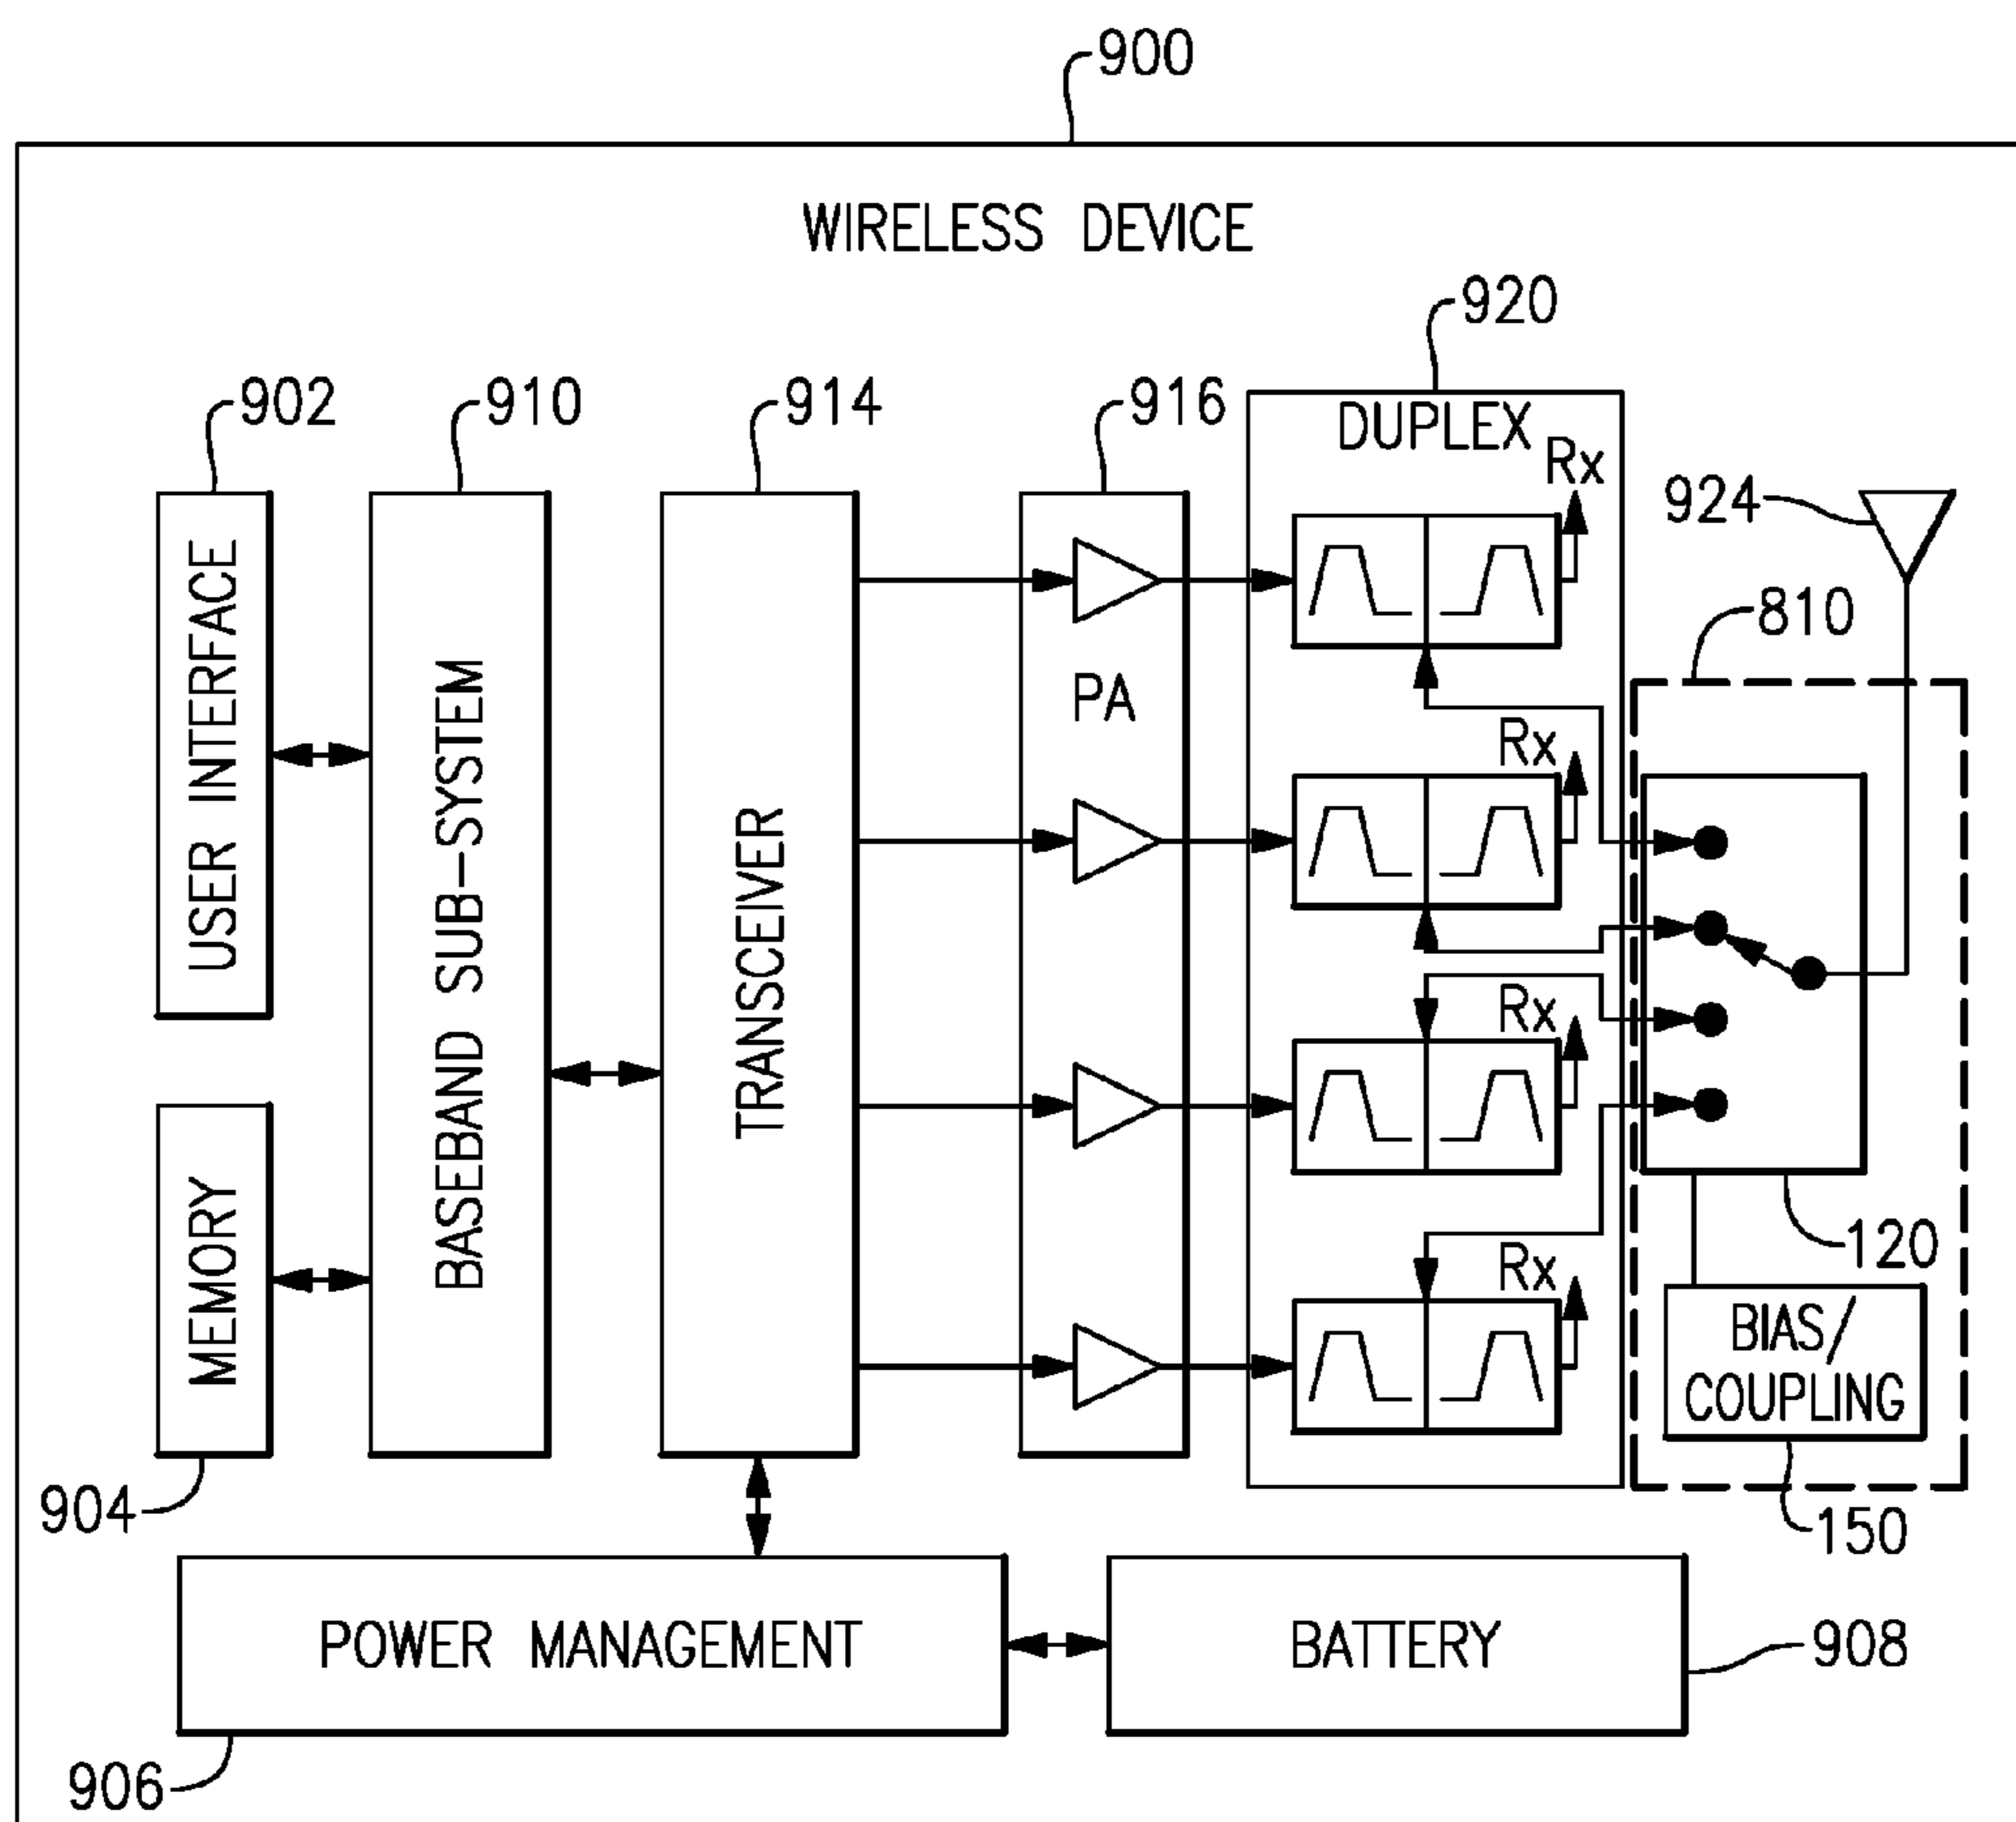 900
WIRELESS DEVICE
920
902
910
914
916
DUPLEX
Rx
924
810
USER INTERFACE
BASEBAND SUB-SYSTEM
TRANSCEIVER
PA
Rx
Rx
MEMORY
120
Rx
BIAS/
COUPLING
904
150
POWER MANAGEMENT
BATTERY
908
906